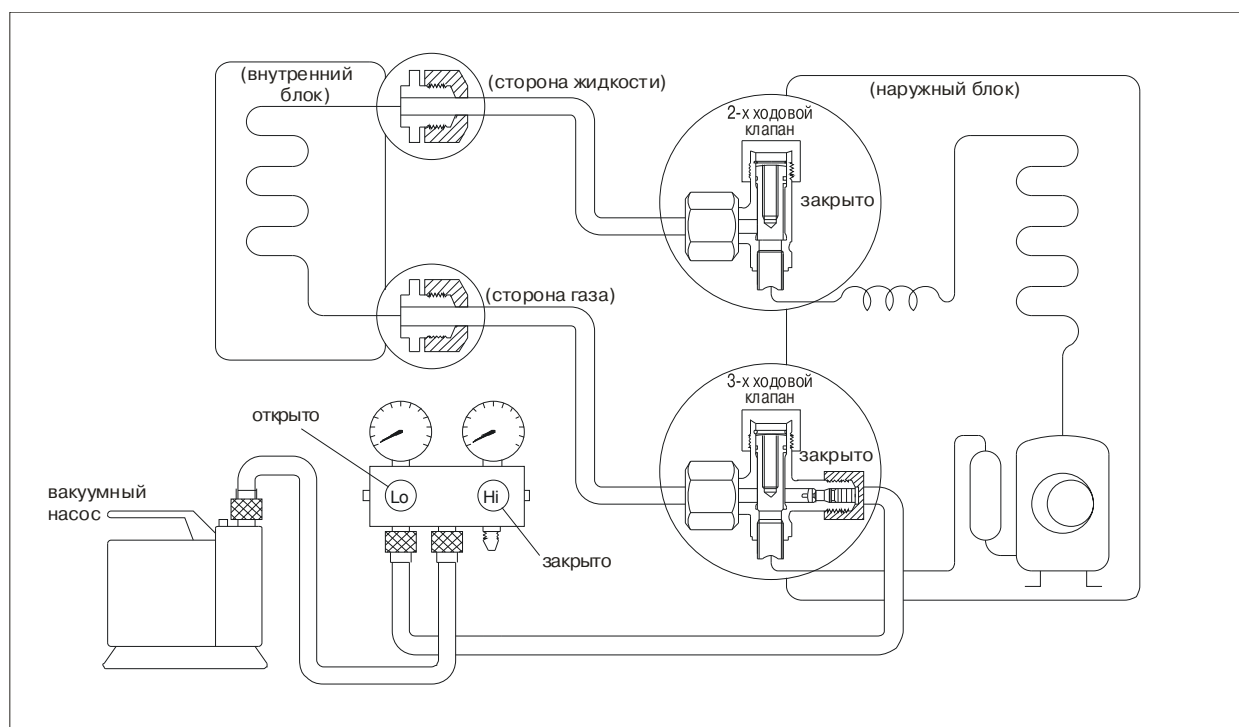 (внутренний
блок)
(сторона жидкости)
(наружный блок)
2-х ходовой
клапан
закрыто
(сторона газа)
3-х ходовой
клапан
закрыто
открыто
Lo
Hi
вакуумный
насос
закрыто